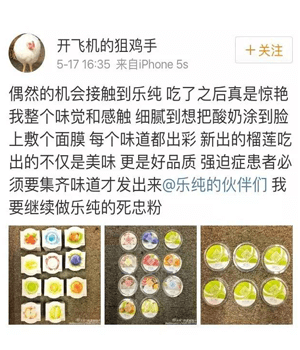 开飞机的狙鸡手
+关注
5-17 16:35 来自iPhone 5s
偶然的机会接触到乐纯 吃了之后真是惊艳
我整个味觉和感触 细腻到想把酸奶涂到脸
上敷个面膜 每个味道都出彩 新出的榴莲吃
出的不仅是美味 更是好品质 强迫症患者必
须要集齐味道才发出来@乐纯的伙伴们 我
要继续做乐纯的死忠粉